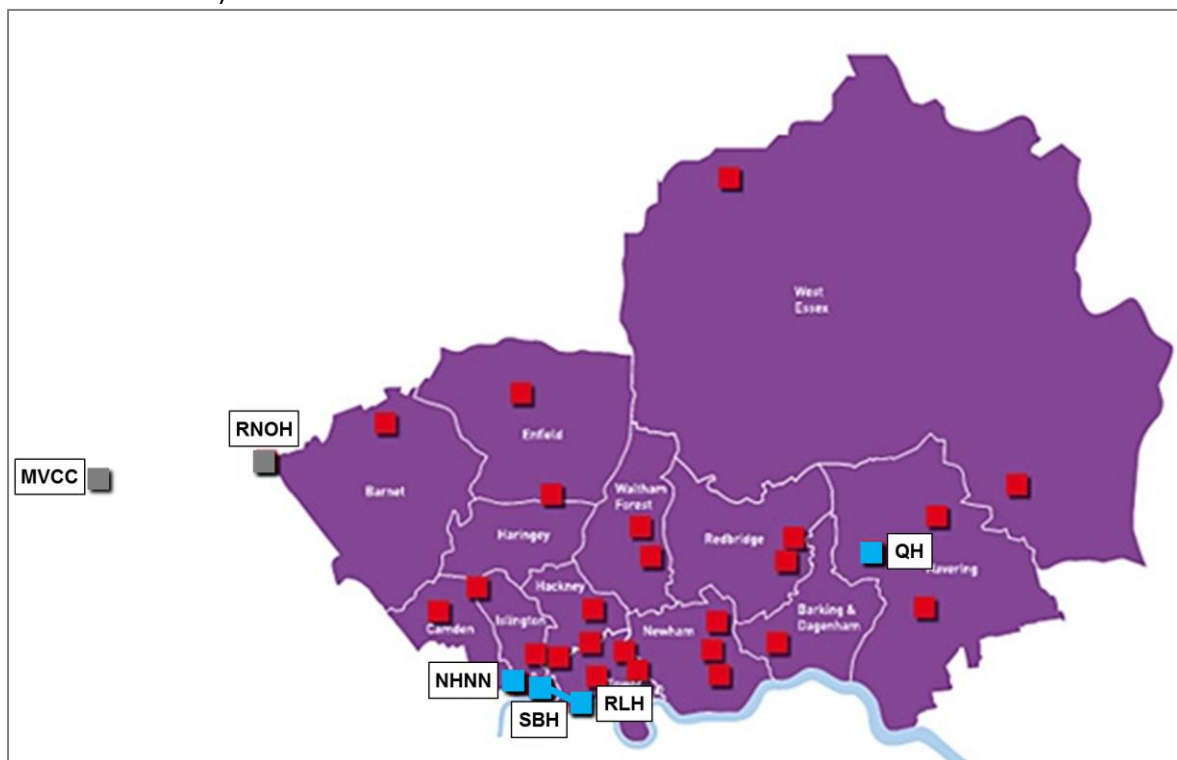 West
Essex
RNOH
Enfield
MVCC
Barnet
Waltham
Forest
Haringey
Redbridge
QH
Havering
Hackney
Islington
Camden
Newham
Barking &
Dagenham
NHNN
RLH
SBH